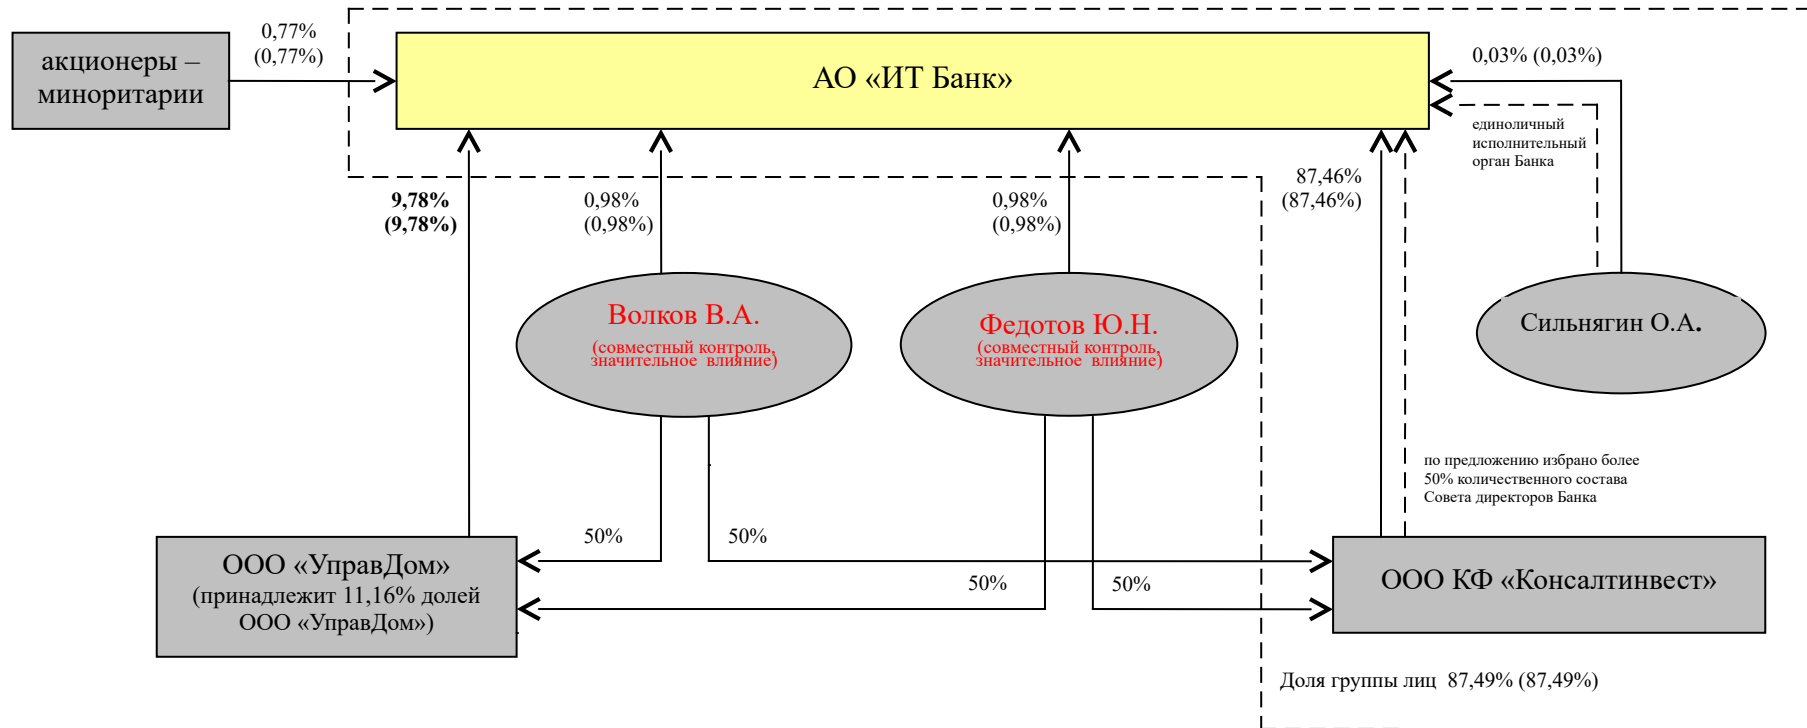 0,77%
(0,77%)
акционеры –
миноритарии
АО «ИТ Банк»
0,03% (0,03%)
единоличный
исполнительный
орган Банка
9,78%
(9,78%)
0,98%
(0,98%)
0,98%
(0,98%)
87,46%
(87,46%)
Волков В.А.
(совместный контроль,
значительное влияние)
Федотов Ю.Н.
(совместный контроль,
значительное влияние)
Сильнягин О.А.
по предложению избрано более
50% количественного состава
Совета директоров Банка
50%
50%
50%
50%
ООО «УправДом»
(принадлежит 11,16% долей
ООО «УправДом»)
ООО КФ «Консалтинвест»
Доля группы лиц 87,49% (87,49%)